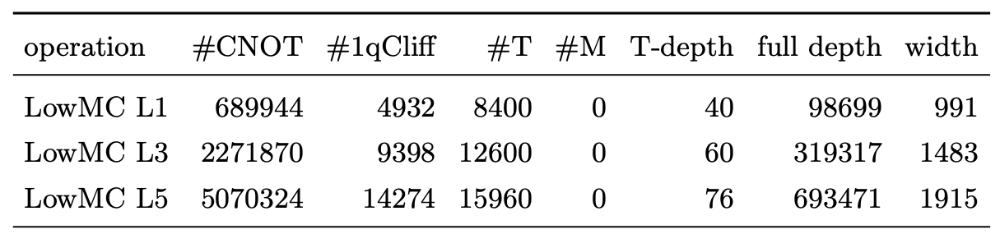 operation #CNOT #1qCliff #T #M T-depth full depth width
LowMC L1 689944 4932 8400 0 40 98699 991
LowMC L3 2271870 9398 12600 0 60 319317 1483
LowMC L5 5070324 14274 15960 0 76 693471 1915